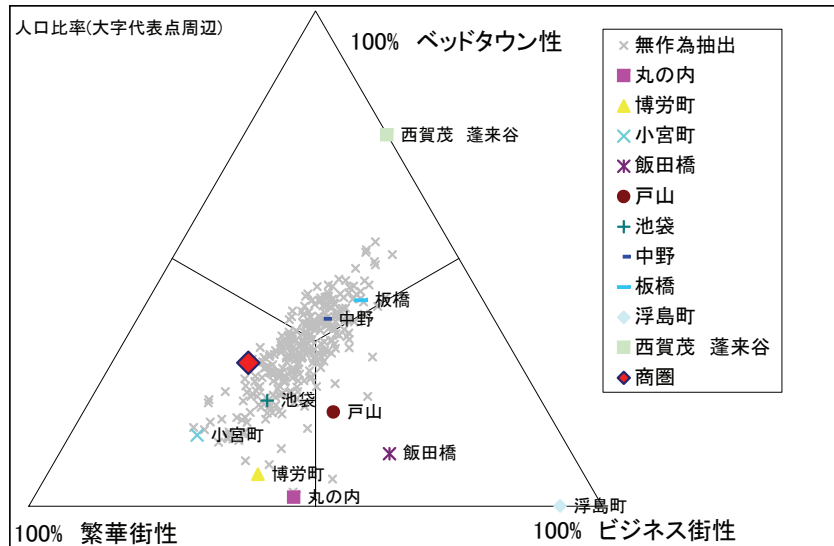 人口比率(大字代表点周辺)
100% ベッドタウン性
西賀茂 蓬来谷
板橋
中野
池袋
戸山
小宮町
飯田橋
博労町
丸の内
浮島町
100% 繁華街性
100% ビジネス街性
無作為抽出
丸の内
博労町
小宮町
飯田橋
戸山
池袋
中野
板橋
浮島町
西賀茂 蓬来谷
商圏